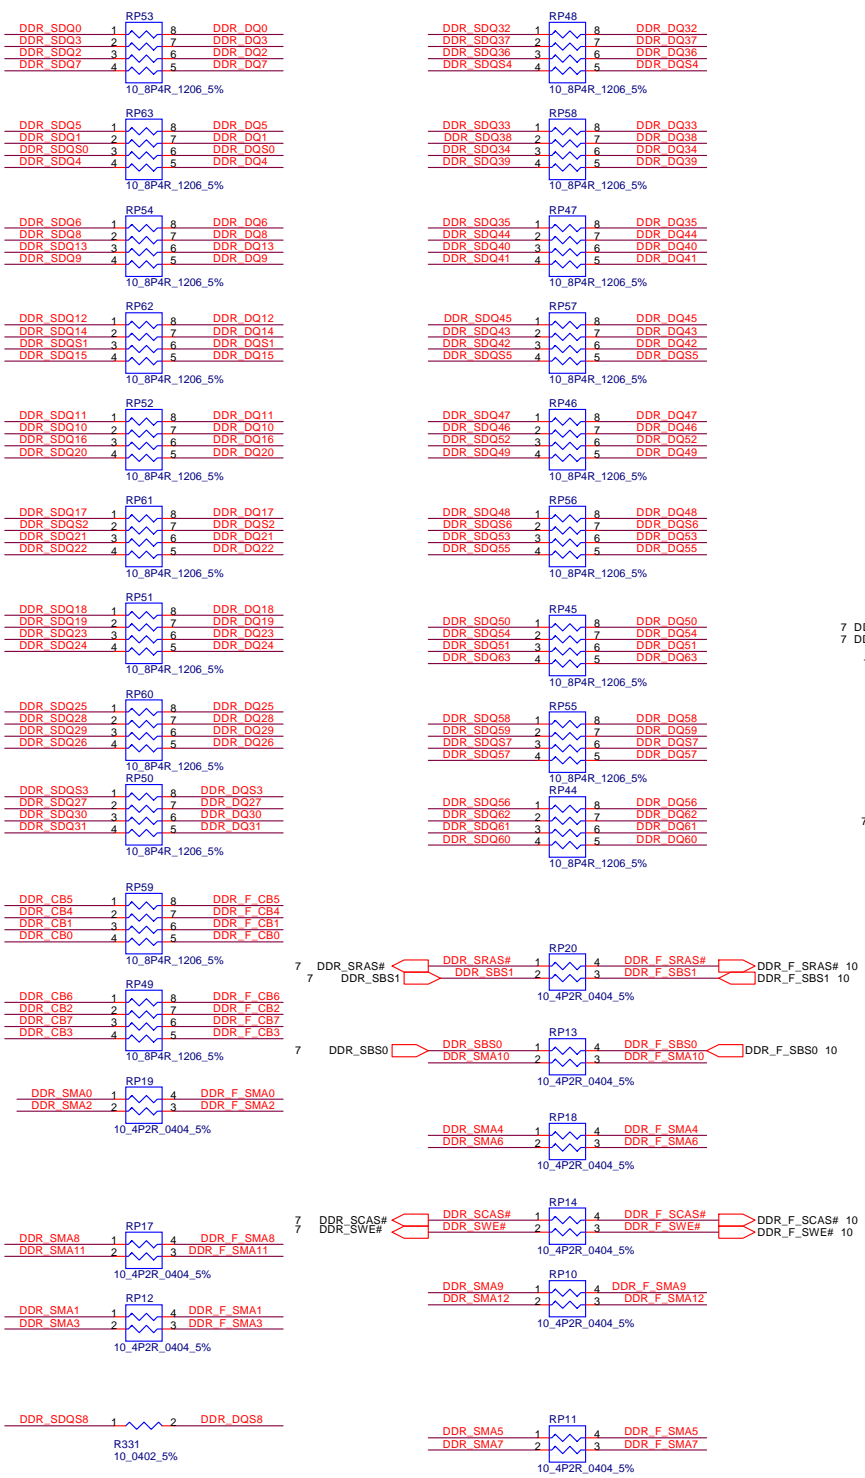 RP53
DDR_SDQ0 1 8 DDR_DQ0
DDR_SDQ3 2 7 DDR_DQ3
DDR_SDQ2 3 6 DDR_DQ2
DDR_SDQ7 4 5 DDR_DQ7
10_8P4R_1206_5%
RP63
DDR_SDQ5 1 8 DDR_DQ5
DDR_SDQ1 2 7 DDR_DQ1
DDR_SDQS0 3 6 DDR_DQS0
DDR_SDQ4 4 5 DDR_DQ4
10_8P4R_1206_5%
RP54
DDR_SDQ6 1 8 DDR_DQ6
DDR_SDQ8 2 7 DDR_DQ8
DDR_SDQ13 3 6 DDR_DQ13
DDR_SDQ9 4 5 DDR_DQ9
10_8P4R_1206_5%
RP62
DDR_SDQ12 1 8 DDR_DQ12
DDR_SDQ14 2 7 DDR_DQ14
DDR_SDQS1 3 6 DDR_DQS1
DDR_SDQ15 4 5 DDR_DQ15
10_8P4R_1206_5%
RP52
DDR_SDQ11 1 8 DDR_DQ11
DDR_SDQ10 2 7 DDR_DQ10
DDR_SDQ16 3 6 DDR_DQ16
DDR_SDQ20 4 5 DDR_DQ20
10_8P4R_1206_5%
RP61
DDR_SDQ17 1 8 DDR_DQ17
DDR_SDQS2 2 7 DDR_DQS2
DDR_SDQ21 3 6 DDR_DQ21
DDR_SDQ22 4 5 DDR_DQ22
10_8P4R_1206_5%
RP51
DDR_SDQ18 1 8 DDR_DQ18
DDR_SDQ19 2 7 DDR_DQ19
DDR_SDQ23 3 6 DDR_DQ23
DDR_SDQ24 4 5 DDR_DQ24
10_8P4R_1206_5%
RP60
DDR_SDQ25 1 8 DDR_DQ25
DDR_SDQ28 2 7 DDR_DQ28
DDR_SDQ29 3 6 DDR_DQ29
DDR_SDQ26 4 5 DDR_DQ26
10_8P4R_1206_5%
RP50
DDR_SDQS3 1 8 DDR_DQS3
DDR_SDQ27 2 7 DDR_DQ27
DDR_SDQ30 3 6 DDR_DQ30
DDR_SDQ31 4 5 DDR_DQ31
10_8P4R_1206_5%
RP59
DDR_CB5 1 8 DDR_F_CB5
DDR_CB4 2 7 DDR_F_CB4
DDR_CB1 3 6 DDR_F_CB1
DDR_CB0 4 5 DDR_F_CB0
10_8P4R_1206_5%
RP49
DDR_CB6 1 8 DDR_F_CB6
DDR_CB2 2 7 DDR_F_CB2
DDR_CB7 3 6 DDR_F_CB7
DDR_CB3 4 5 DDR_F_CB3
10_8P4R_1206_5%
RP19
DDR_SMA0 1 4 DDR_F_SMA0
DDR_SMA2 2 3 DDR_F_SMA2
10_4P2R_0404_5%
RP17
DDR_SMA8 1 4 DDR_F_SMA8
DDR_SMA11 2 3 DDR_F_SMA11
10_4P2R_0404_5%
RP12
DDR_SMA1 1 4 DDR_F_SMA1
DDR_SMA3 2 3 DDR_F_SMA3
10_4P2R_0404_5%
DDR_SDQS8 1 2 DDR_DQS8
R331
10_0402_5%
RP48
DDR_SDQ32 1 8 DDR_DQ32
DDR_SDQ37 2 7 DDR_DQ37
DDR_SDQ36 3 6 DDR_DQ36
DDR_SDQS4 4 5 DDR_DQS4
10_8P4R_1206_5%
RP58
DDR_SDQ33 1 8 DDR_DQ33
DDR_SDQ38 2 7 DDR_DQ38
DDR_SDQ34 3 6 DDR_DQ34
DDR_SDQ39 4 5 DDR_DQ39
10_8P4R_1206_5%
RP47
DDR_SDQ35 1 8 DDR_DQ35
DDR_SDQ44 2 7 DDR_DQ44
DDR_SDQ40 3 6 DDR_DQ40
DDR_SDQ41 4 5 DDR_DQ41
10_8P4R_1206_5%
RP57
DDR_SDQ45 1 8 DDR_DQ45
DDR_SDQ43 2 7 DDR_DQ43
DDR_SDQ42 3 6 DDR_DQ42
DDR_SDQS5 4 5 DDR_DQS5
10_8P4R_1206_5%
RP46
DDR_SDQ47 1 8 DDR_DQ47
DDR_SDQ46 2 7 DDR_DQ46
DDR_SDQ52 3 6 DDR_DQ52
DDR_SDQ49 4 5 DDR_DQ49
10_8P4R_1206_5%
RP56
DDR_SDQ48 1 8 DDR_DQ48
DDR_SDQS6 2 7 DDR_DQS6
DDR_SDQ53 3 6 DDR_DQ53
DDR_SDQ55 4 5 DDR_DQ55
10_8P4R_1206_5%
RP45
DDR_SDQ50 1 8 DDR_DQ50
DDR_SDQ54 2 7 DDR_DQ54
DDR_SDQ51 3 6 DDR_DQ51
DDR_SDQ63 4 5 DDR_DQ63
10_8P4R_1206_5%
RP55
DDR_SDQ58 1 8 DDR_DQ58
DDR_SDQ59 2 7 DDR_DQ59
DDR_SDQS7 3 6 DDR_DQS7
DDR_SDQ57 4 5 DDR_DQ57
10_8P4R_1206_5%
RP44
DDR_SDQ56 1 8 DDR_DQ56
DDR_SDQ62 2 7 DDR_DQ62
DDR_SDQ61 3 6 DDR_DQ61
DDR_SDQ60 4 5 DDR_DQ60
10_8P4R_1206_5%
RP20
7 DDR_SRAS# DDR_SRAS# 1 4 DDR_F_SRAS# DDR_F_SRAS# 10
7 DDR_SBS1 DDR_SBS1 2 3 DDR_F_SBS1 DDR_F_SBS1 10
10_4P2R_0404_5%
RP13
7 DDR_SBS0 DDR_SBS0 1 4 DDR_F_SBS0 DDR_F_SBS0 10
DDR_SMA10 2 3 DDR_F_SMA10
10_4P2R_0404_5%
RP18
DDR_SMA4 1 4 DDR_F_SMA4
DDR_SMA6 2 3 DDR_F_SMA6
10_4P2R_0404_5%
RP14
7 DDR_SCAS# DDR_SCAS# 1 4 DDR_F_SCAS# DDR_F_SCAS# 10
7 DDR_SWE# DDR_SWE# 2 3 DDR_F_SWE# DDR_F_SWE# 10
10_4P2R_0404_5%
RP10
DDR_SMA9 1 4 DDR_F_SMA9
DDR_SMA12 2 3 DDR_F_SMA12
10_4P2R_0404_5%
RP11
DDR_SMA5 1 4 DDR_F_SMA5
DDR_SMA7 2 3 DDR_F_SMA7
10_4P2R_0404_5%
7
7
7